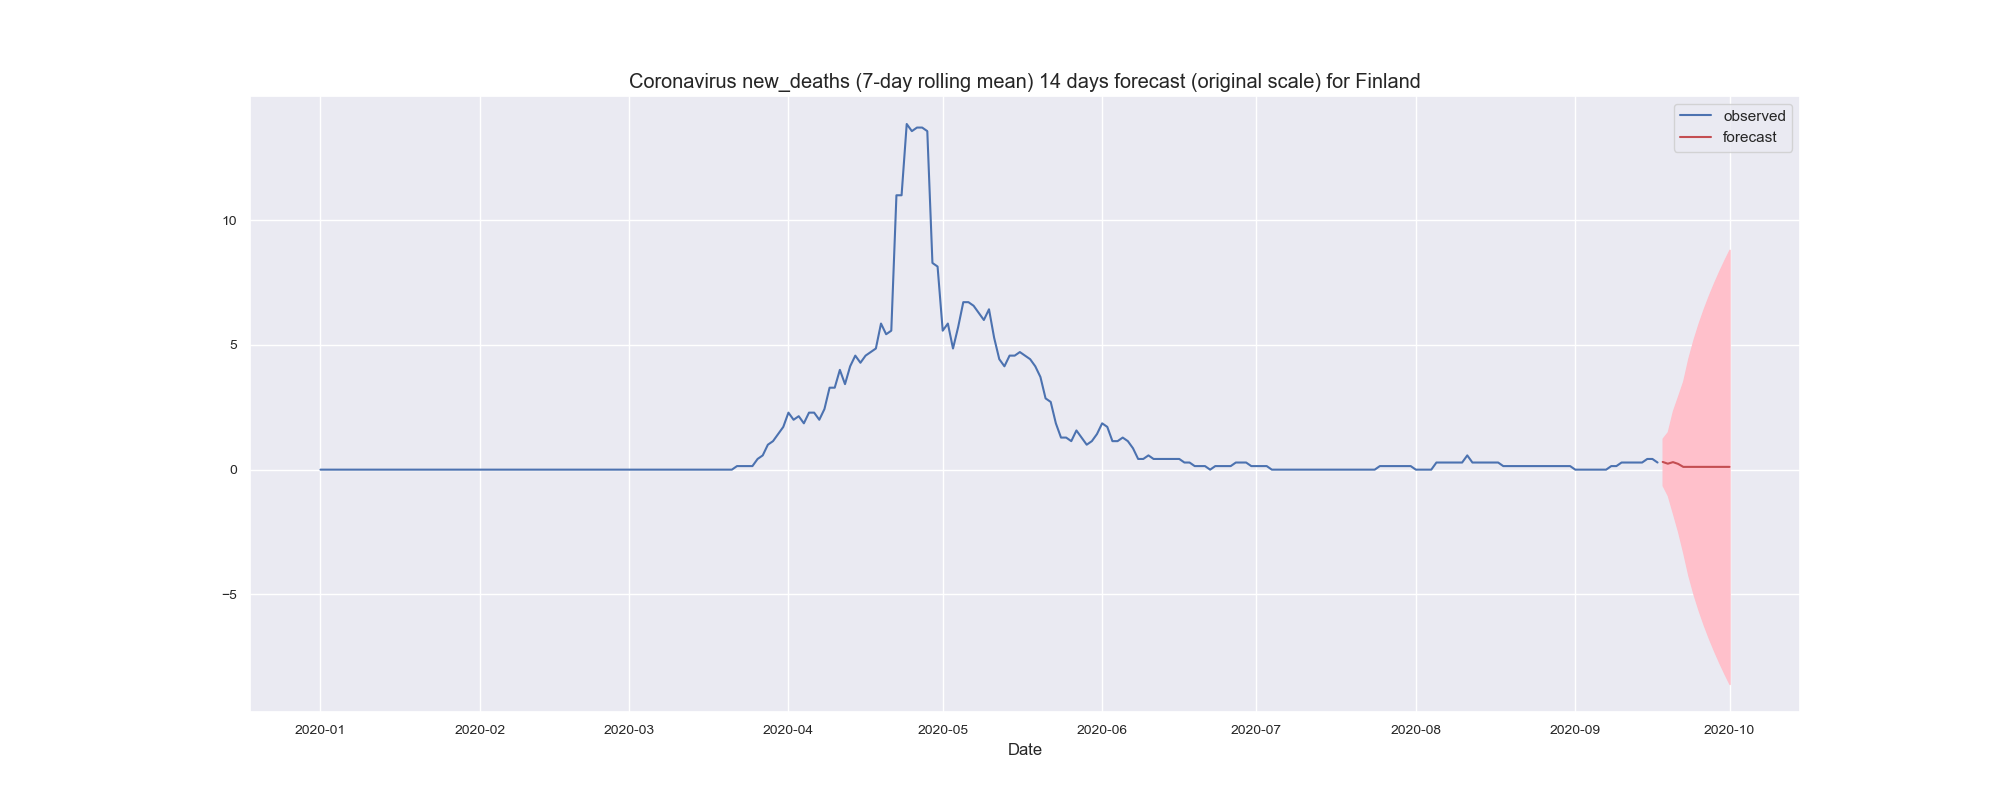 Coronavirus new_deaths (7-day rolling mean) 14 days forecast (original scale) for Finland
observed
forecast
10
5
0
−5
2020-01 2020-02 2020-03 2020-04 2020-05 2020-06 2020-07 2020-08 2020-09 2020-10
Date